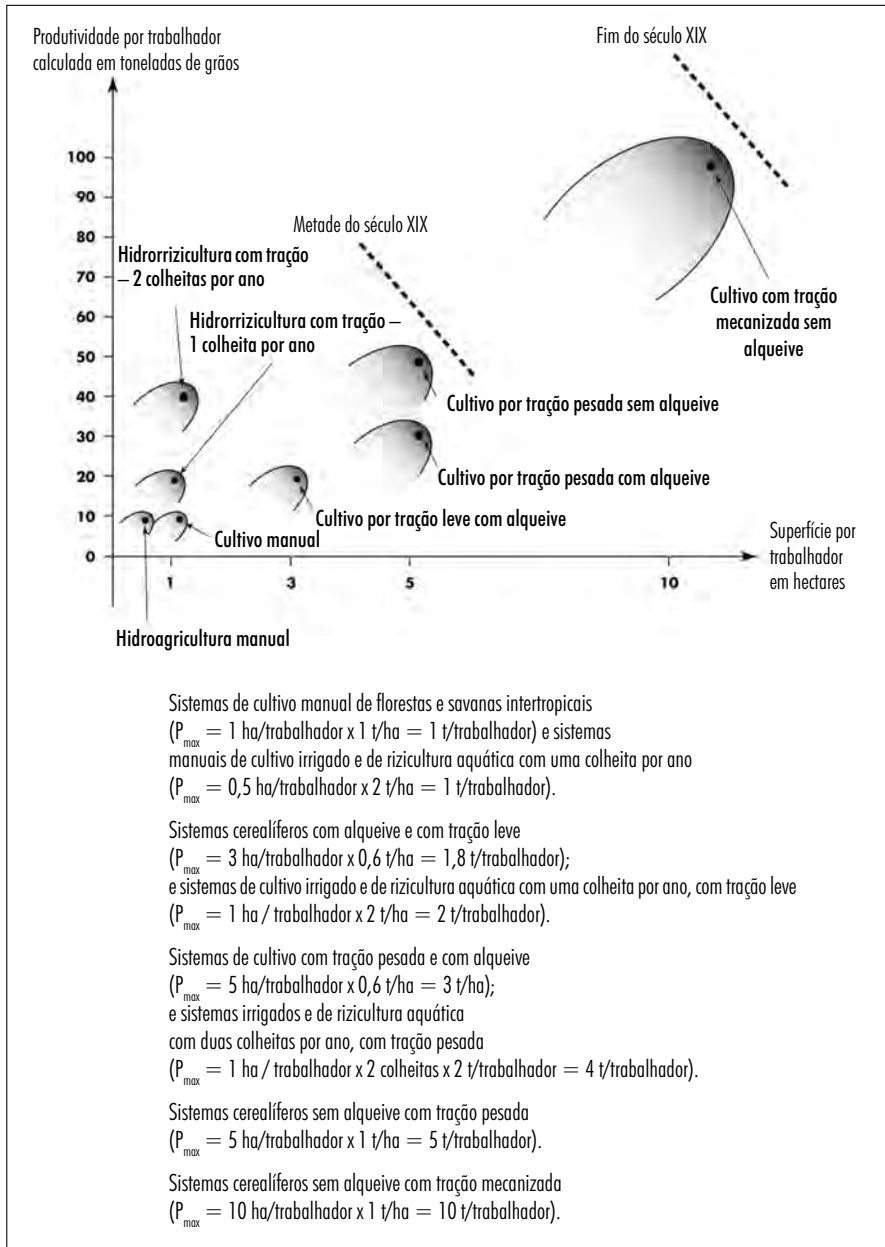 Produtividade por trabalhador
calculada em toneladas de grãos
Fim do século XIX
100
90
80
70
60
50
40
30
20
10
0
Metade do século XIX
Hidrorrizicultura com tração
– 2 colheitas por ano
Hidrorrizicultura com tração –
1 colheita por ano
Cultivo com tração
mecanizada sem
alqueive
Cultivo por tração pesada sem alqueive
Cultivo por tração pesada com alqueive
Cultivo por tração leve com alqueive
Cultivo manual
Superfície por
trabalhador
em hectares
1
3
5
10
Hidroagricultura manual
Sistemas de cultivo manual de florestas e savanas intertropicais
(Pmax = 1 ha/trabalhador x 1 t/ha = 1 t/trabalhador) e sistemas
manuais de cultivo irrigado e de rizicultura aquática com uma colheita por ano
(Pmax = 0,5 ha/trabalhador x 2 t/ha = 1 t/trabalhador).
Sistemas cerealíferos com alqueive e com tração leve
(Pmax = 3 ha/trabalhador x 0,6 t/ha = 1,8 t/trabalhador);
e sistemas de cultivo irrigado e de rizicultura aquática com uma colheita por ano, com tração leve
(Pmax = 1 ha / trabalhador x 2 t/ha = 2 t/trabalhador).
Sistemas de cultivo com tração pesada e com alqueive
(Pmax = 5 ha/trabalhador x 0,6 t/ha = 3 t/ha);
e sistemas irrigados e de rizicultura aquática
com duas colheitas por ano, com tração pesada
(Pmax = 1 ha / trabalhador x 2 colheitas x 2 t/trabalhador = 4 t/trabalhador).
Sistemas cerealíferos sem alqueive com tração pesada
(Pmax = 5 ha/trabalhador x 1 t/ha = 5 t/trabalhador).
Sistemas cerealíferos sem alqueive com tração mecanizada
(Pmax = 10 ha/trabalhador x 1 t/ha = 10 t/trabalhador).